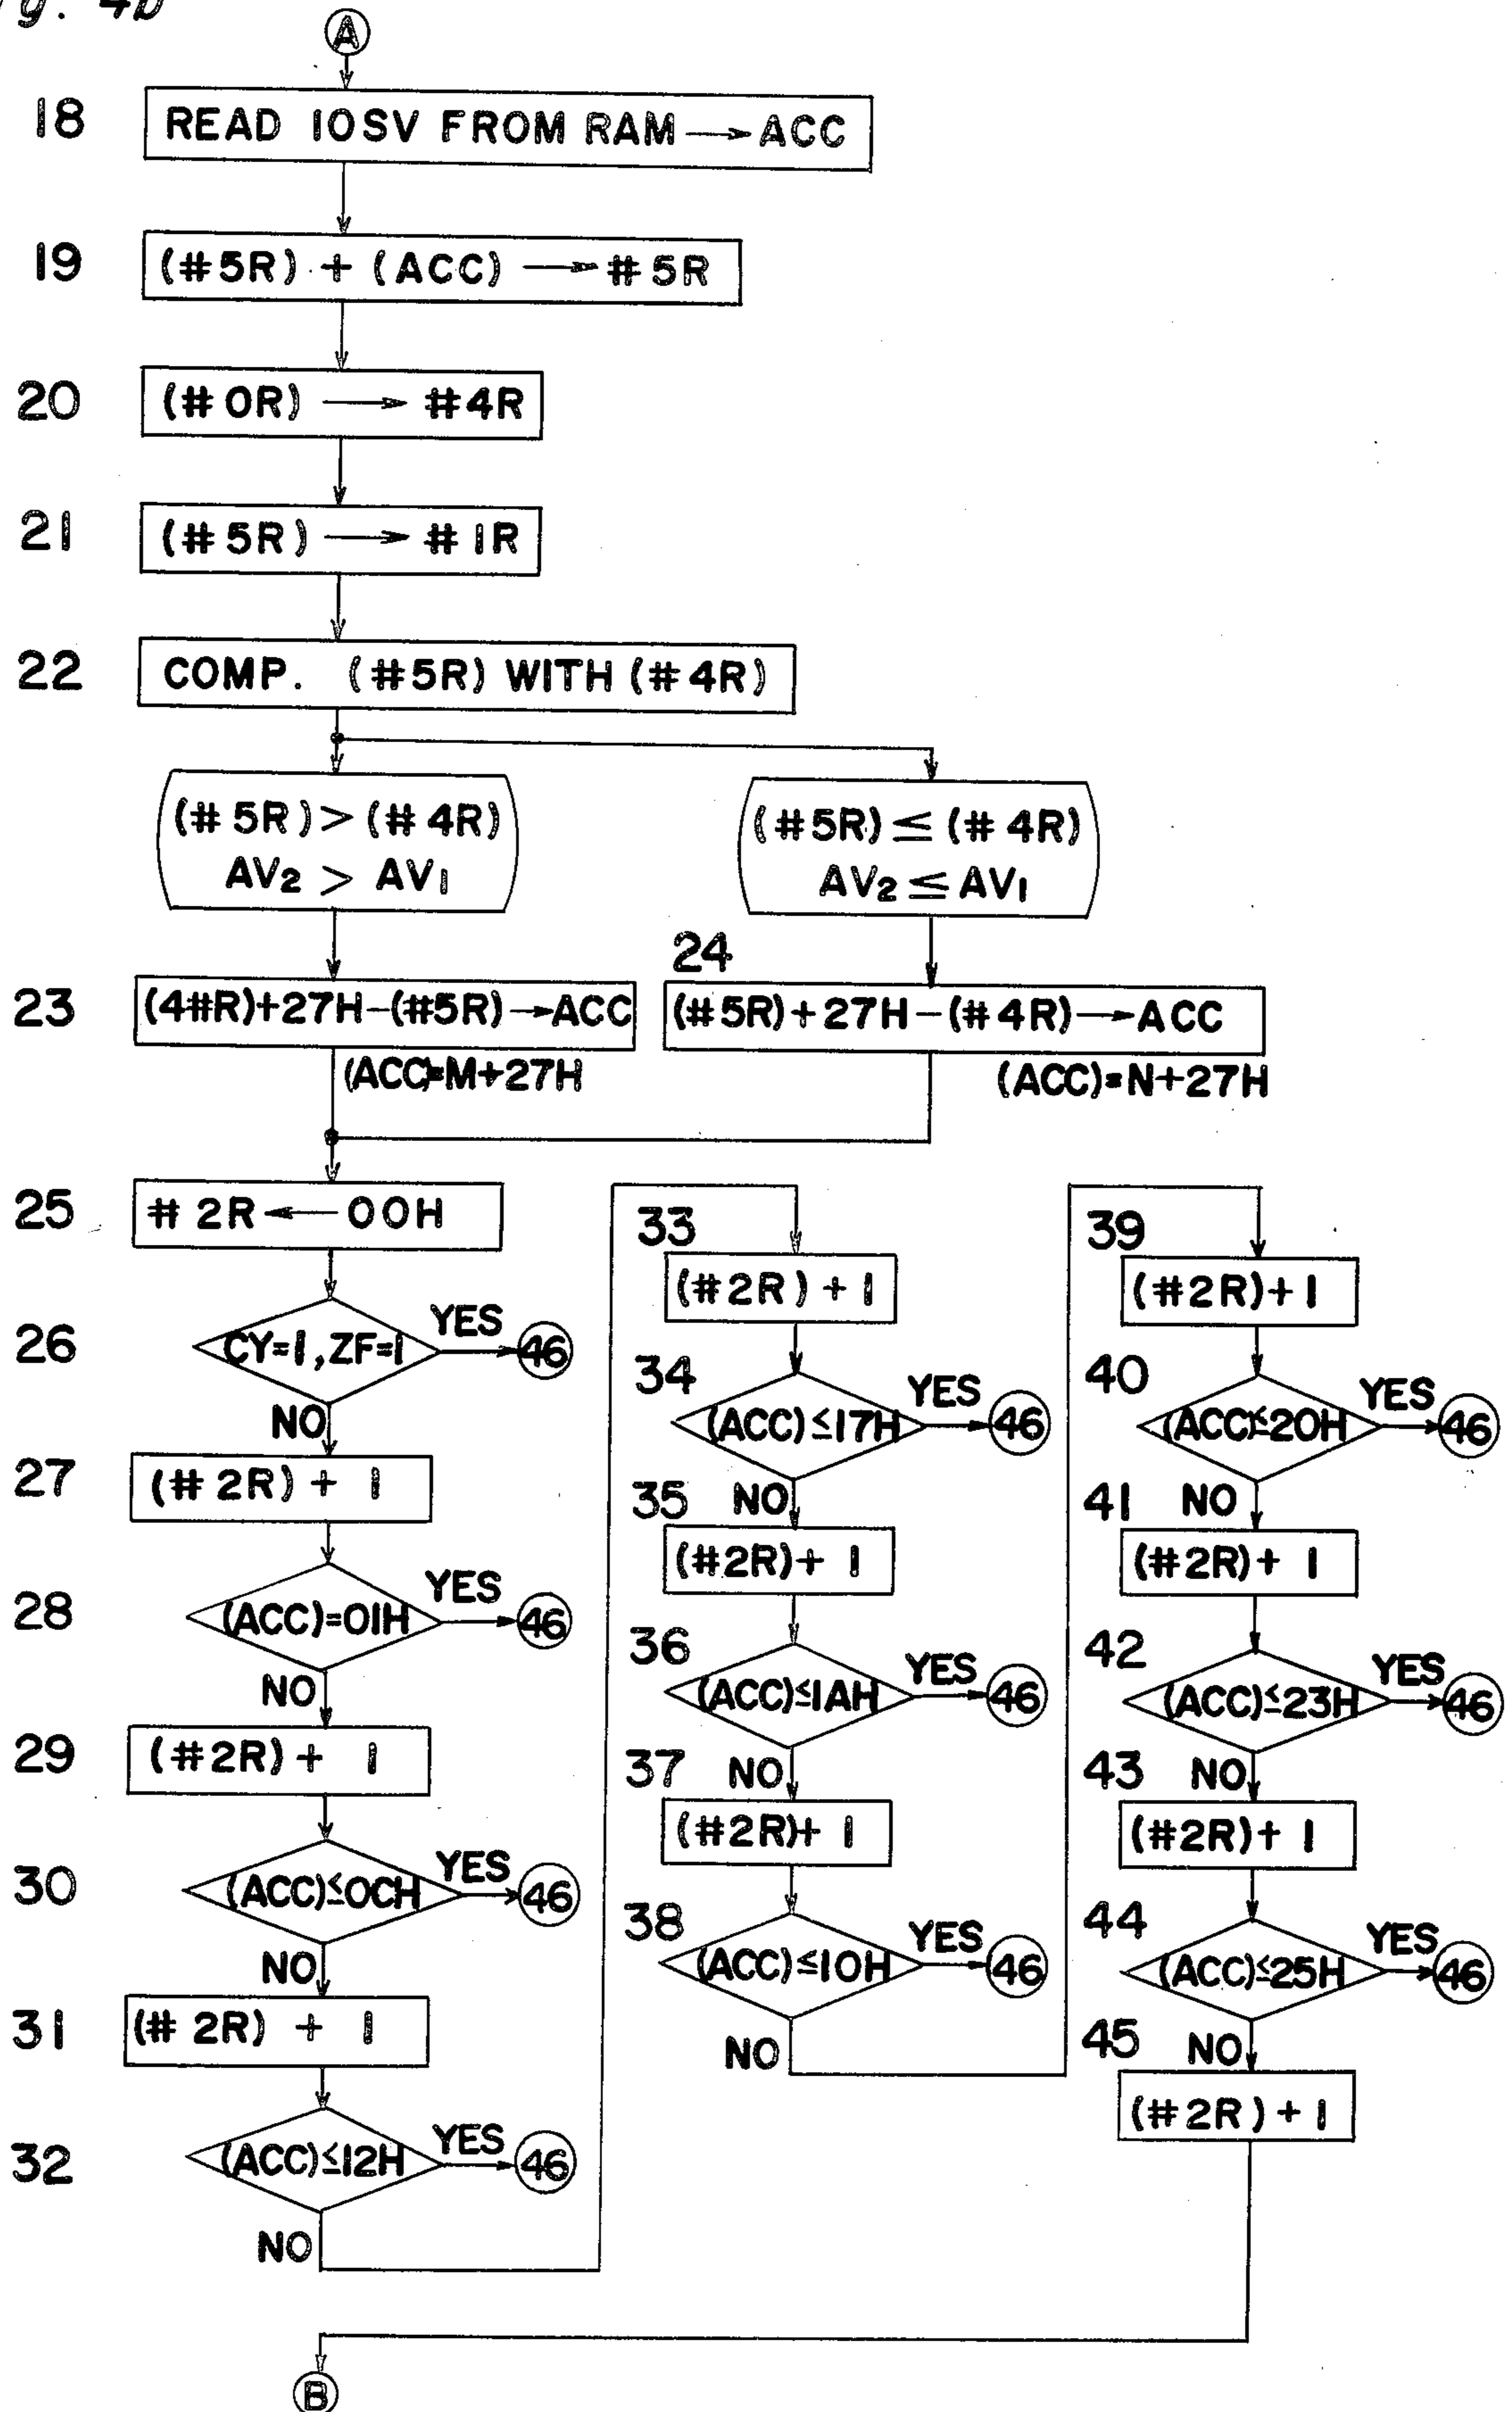 4b
A
18 READ 10SV FROM RAM → ACC
19 (#5R) + (ACC) → #5R
20 (#0R) → #4R
21 (#5R) → #1R
22 COMP. (#5R) WITH (#4R)
(#5R) > (#4R)
AV2 > AV1
(#5R) ≤ (#4R)
AV2 ≤ AV1
23 (4#R)+27H-(#5R)→ACC
(ACC)=M+27H
24
(#5R)+27H-(#4R)→ACC
(ACC)=N+27H
25 #2R ← 00H
26 CY=1, ZF=1 YES 46
NO
27 (#2R) + 1
28 (ACC)=01H YES 46
NO
29 (#2R) + 1
30 (ACC)≤0CH YES 46
NO
31 (#2R) + 1
32 (ACC)≤12H YES 46
NO
33
(#2R) + 1
34 (ACC)≤17H YES 46
35 NO
(#2R) + 1
36 (ACC)≤1AH YES 46
37 NO
(#2R)+ 1
38 (ACC)≤10H YES 46
NO
39
(#2R)+ 1
40 (ACC)≤20H YES 46
41 NO
(#2R)+ 1
42 (ACC)≤23H YES 46
43 NO
(#2R)+ 1
44 (ACC)≤25H YES 46
45 NO
(#2R) + 1
B